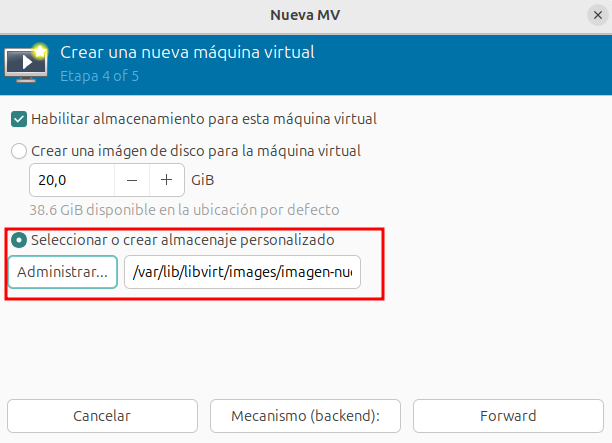 Nueva MV
Crear una nueva máquina virtual
Etapa 4 of 5
Habilitar almacenamiento para esta máquina virtual
Crear una imágen de disco para la máquina virtual
20,0 − + GiB
38.6 GiB disponible en la ubicación por defecto
Seleccionar o crear almacenaje personalizado
Administrar... /var/lib/libvirt/images/imagen-nu
Cancelar Mecanismo (backend): Forward